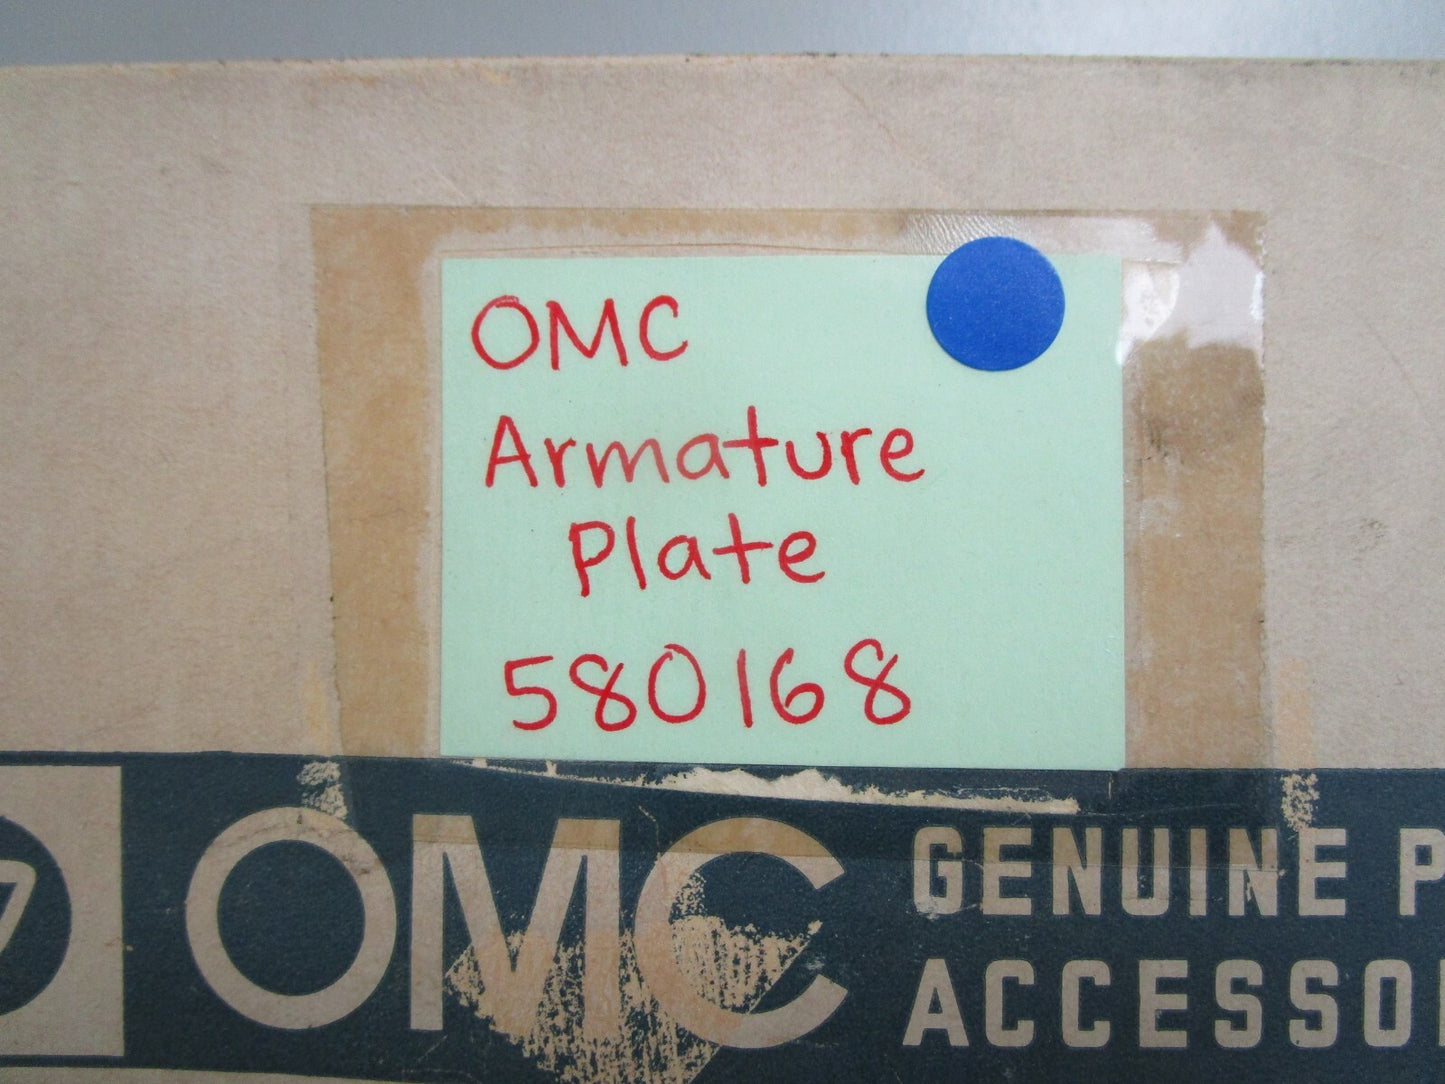 OMC
Armature
Plate
580168
OMC
GENUINE P
ACCESSO